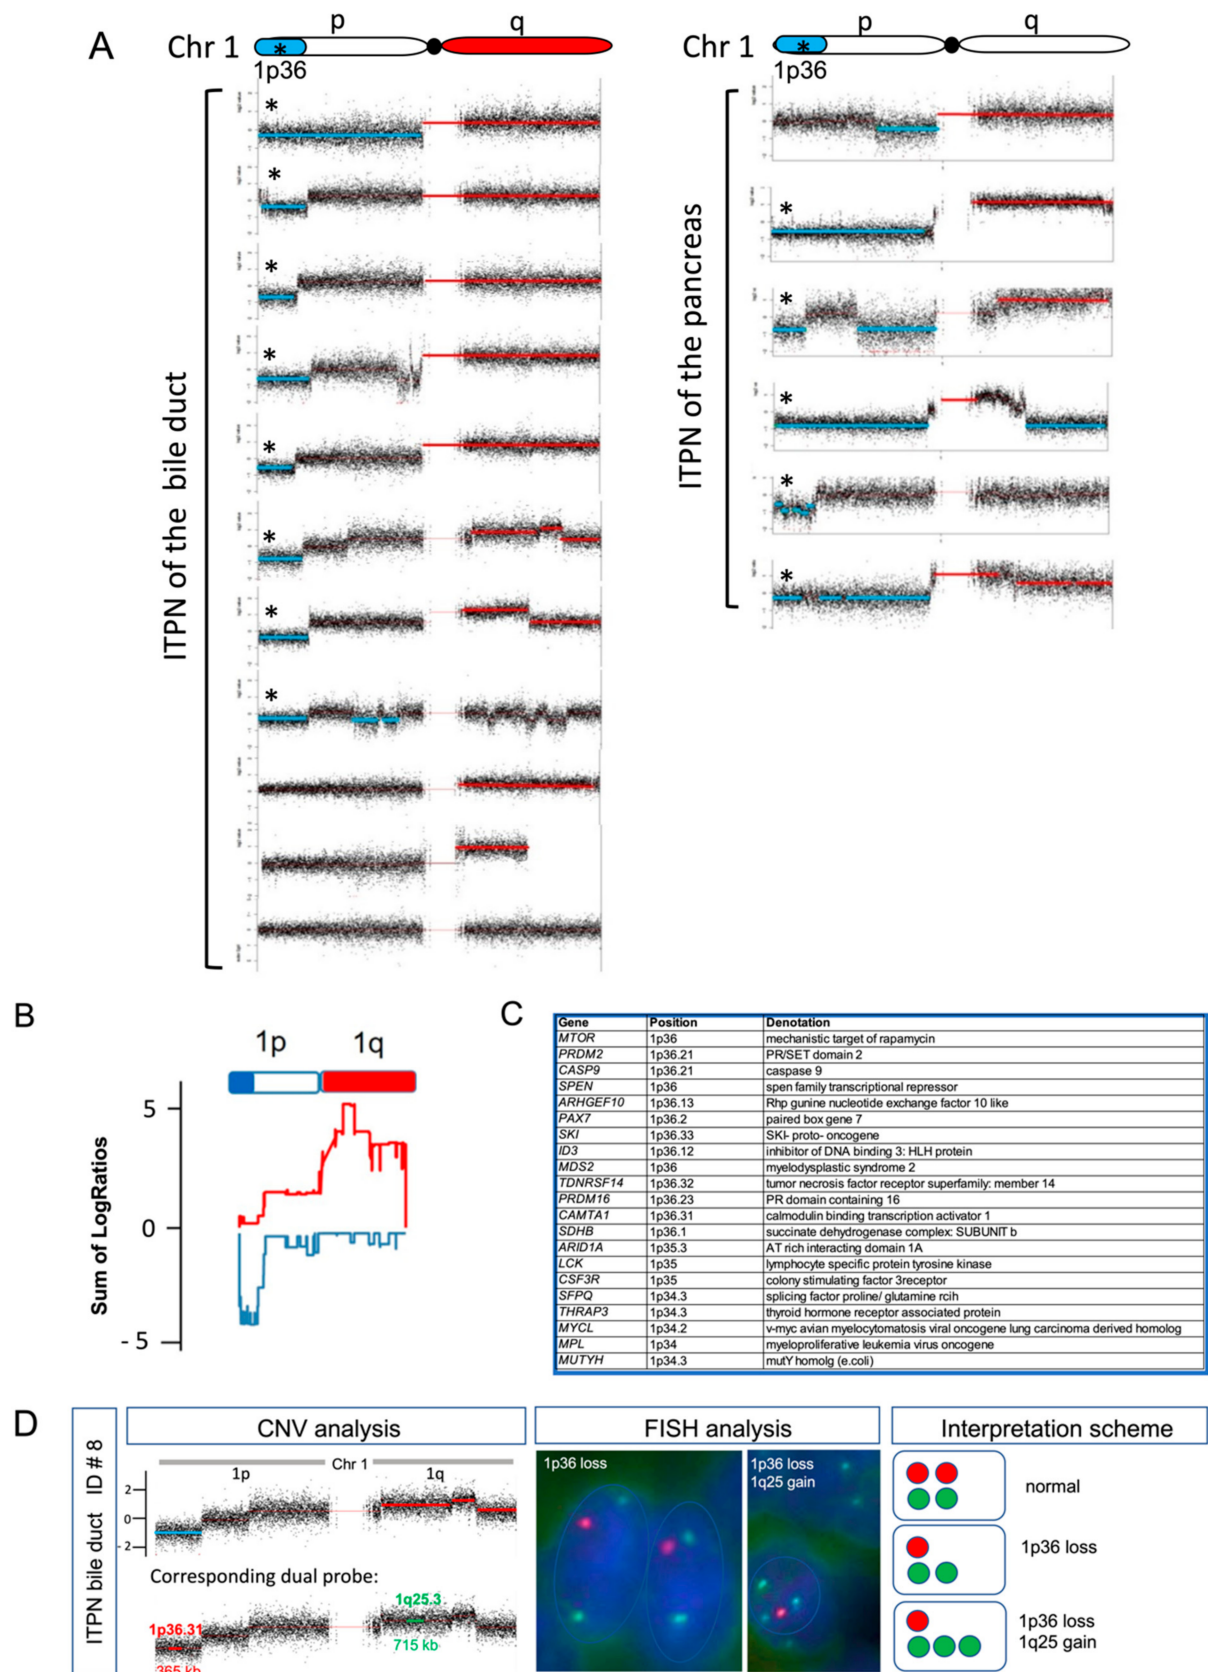 A
Chr 1
p
q
*
1p36
Chr 1
p
q
*
1p36
ITPN of the bile duct
*
*
*
*
*
*
*
*
ITPN of the pancreas
*
*
*
*
*
B
1p
1q
Sum of LogRatios
5
0
- 5
C
Gene Position Denotation
MTOR 1p36 mechanistic target of rapamycin
PRDM2 1p36.21 PR/SET domain 2
CASP9 1p36.21 caspase 9
SPEN 1p36 spen family transcriptional repressor
ARHGEF10 1p36.13 Rhp gunine nucleotide exchange factor 10 like
PAX7 1p36.2 paired box gene 7
SKI 1p36.33 SKI- proto- oncogene
ID3 1p36.12 inhibitor of DNA binding 3: HLH protein
MDS2 1p36 myelodysplastic syndrome 2
TDNRSF14 1p36.32 tumor necrosis factor receptor superfamily: member 14
PRDM16 1p36.23 PR domain containing 16
CAMTA1 1p36.31 calmodulin binding transcription activator 1
SDHB 1p36.1 succinate dehydrogenase complex: SUBUNIT b
ARID1A 1p35.3 AT rich interacting domain 1A
LCK 1p35 lymphocyte specific protein tyrosine kinase
CSF3R 1p35 colony stimulating factor 3receptor
SFPQ 1p34.3 splicing factor proline/ glutamine rcih
THRAP3 1p34.3 thyroid hormone receptor associated protein
MYCL 1p34.2 v-myc avian myelocytomatosis viral oncogene lung carcinoma derived homolog
MPL 1p34 myeloproliferative leukemia virus oncogene
MUTYH 1p34.3 mutY homolg (e.coli)
D
ITPN bile duct ID # 8
CNV analysis
Chr 1
1p
1q
2
0
- 2
Corresponding dual probe:
1p36.31
365 kb
1q25.3
715 kb
FISH analysis
1p36 loss
1p36 loss
1q25 gain
Interpretation scheme
normal
1p36 loss
1p36 loss
1q25 gain